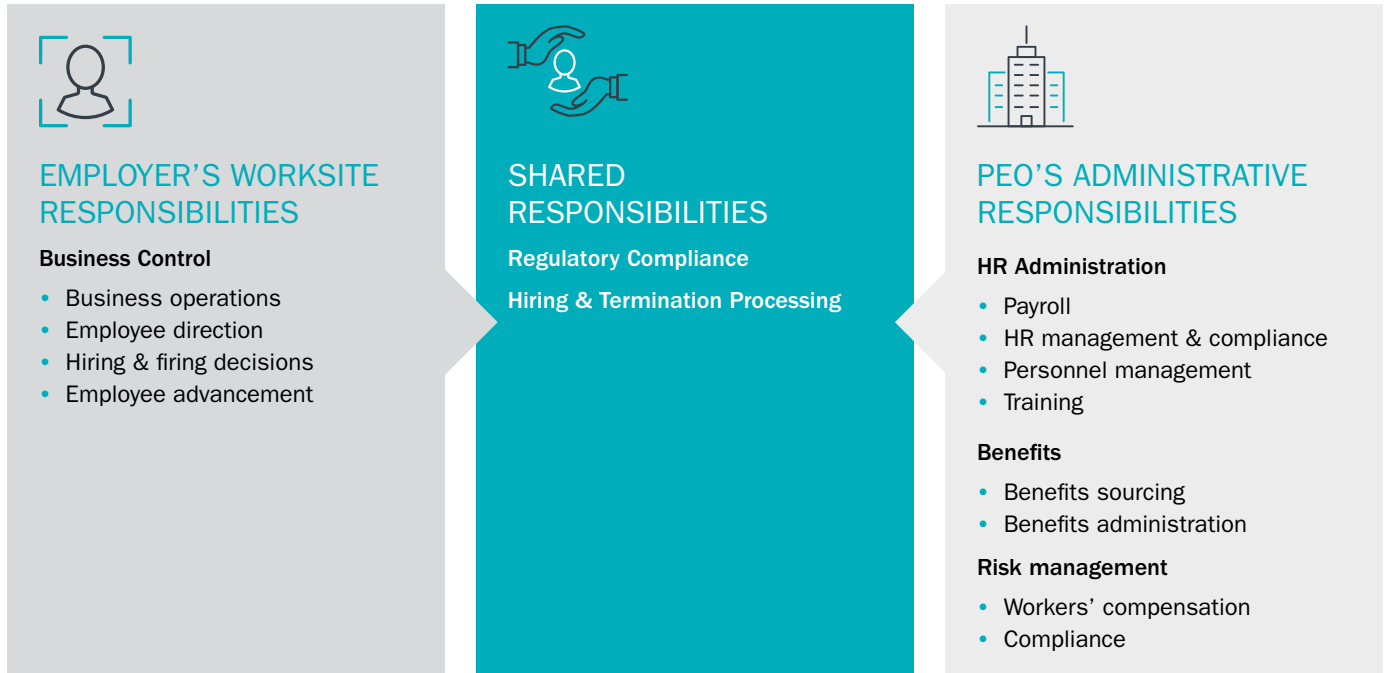 EMPLOYER’S WORKSITE
RESPONSIBILITIES
Business Control
• Business operations
• Employee direction
• Hiring & firing decisions
• Employee advancement
SHARED
RESPONSIBILITIES
Regulatory Compliance
Hiring & Termination Processing
PEO’S ADMINISTRATIVE
RESPONSIBILITIES
HR Administration
• Payroll
• HR management & compliance
• Personnel management
• Training
Benefits
• Benefits sourcing
• Benefits administration
Risk management
• Workers’ compensation
• Compliance